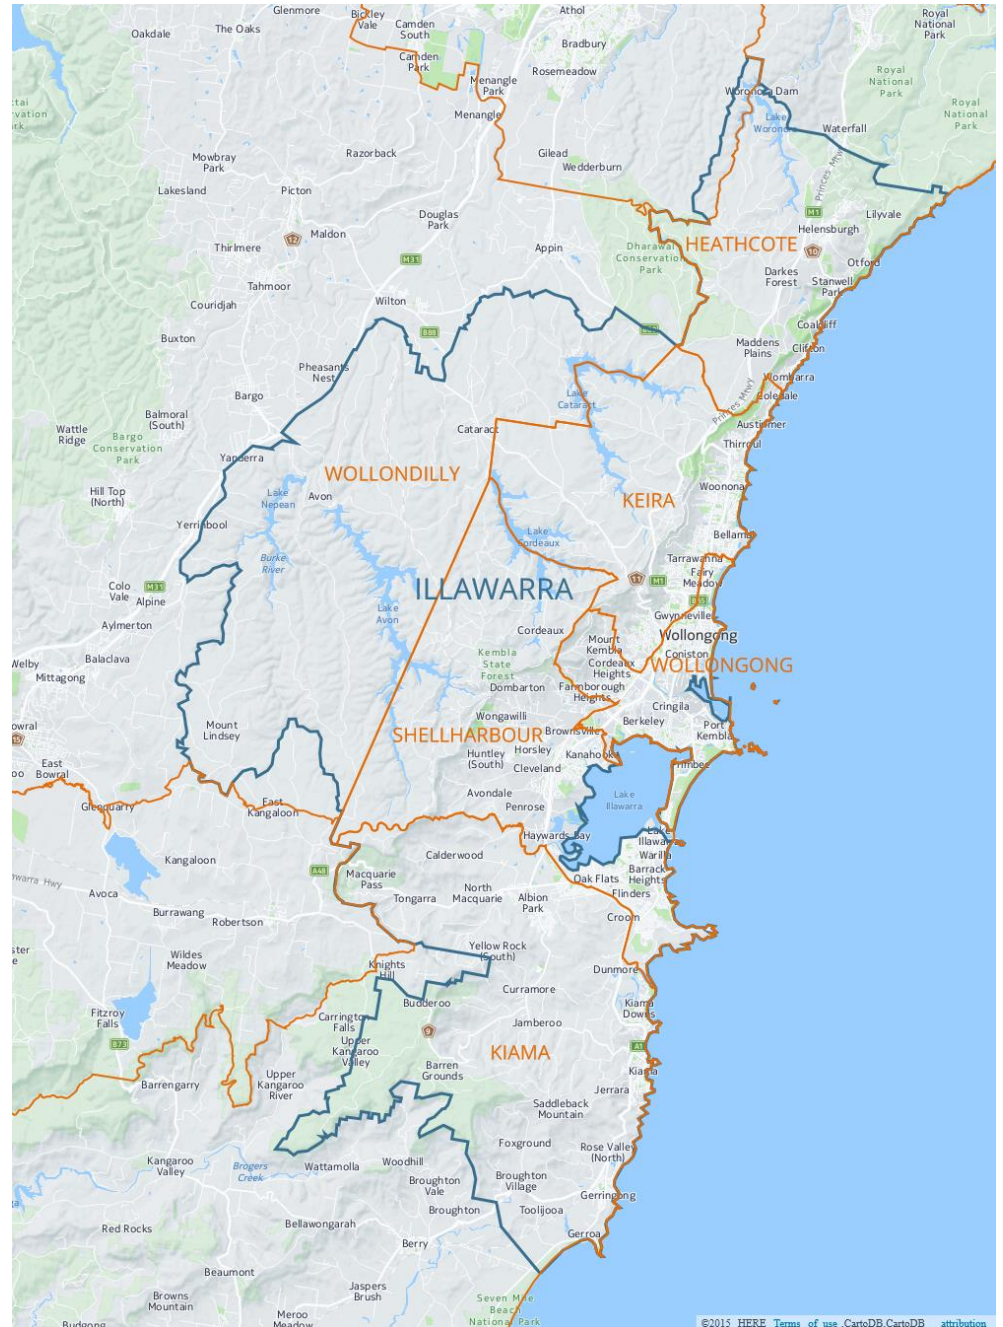 Glenmore
Bickley
Vale
Camden
South
Athol
Royal
National
Park
Oakdale
The Oaks
Bradbury
Camden
Park
Menangle
Park
Rosemeadow
Royal
National
Park
Woronora Dam
Royal
National
Park
Menangle
Lake
Woronora
Waterfall
Mowbray
Park
Razorback
Gilead
Wedderburn
Princes Mtwy
Lakesland
Picton
M1
Lilyvale
Douglas
Park
Helensburgh
Maldon
12
HEATHCOTE
Thirlmere
Appin
Dharawal
Conservation
Park
10
M31
Otford
Darkes
Forest
Stanwell
Park
Tahmoor
Couridjah
Wilton
B88
Coalcliff
Buxton
Maddens
Plains
Clifton
Pheasants
Nest
Wombarra
Bargo
Lake
Cataract
Princes Mtwy
Coledale
Balmoral
(South)
Wattle
Ridge
Bargo
Conservation
Park
Cataract
Austinmer
Thirroul
Yanderra
WOLLONDILLY
Woonona
Hill Top
(North)
Lake
Nepean
Avon
KEIRA
Yerrinbool
Lake
Cordeaux
Bellambi
Burke
River
Tarrawanna
Fairy
Meadow
Colo
Vale
M31
Alpine
ILLAWARRA
11
M1
B65
Lake
Avon
Gwynneville
Aylmerton
Cordeaux
Mount
Kembla
Wollongong
Welby
Balaclava
Kembla
State
Forest
Cordeaux
Heights
Coniston
WOLLONGONG
Mittagong
Dombarton
Farmborough
Heights
Cringila
Mount
Lindsey
Wongawilli
Brownsville
Berkeley
Port
Kembla
SHELLHARBOUR
Huntley
(South)
Horsley
Kanahooka
East
Bowral
Cleveland
Primbee
Avondale
Lake
Illawarra
Glenquarry
East
Kangaloon
Penrose
Haywards Bay
Lake
Illawarra
Kangaloon
Calderwood
Warilla
A48
Macquarie
Pass
Barrack
Heights
Oak Flats
Avoca
North
Macquarie
Flinders
Tongarra
Albion
Park
Burrawang
Robertson
Croom
Yellow Rock
(South)
Wildes
Meadow
Knights
Hill
Dunmore
Curramore
Fitzroy
Falls
Budderoo
Kiama
Downs
Carrington
Falls
Jamberoo
9
Upper
Kangaroo
Valley
B73
KIAMA
A1
Barren
Grounds
Kiama
Barrengarry
Upper
Kangaroo
River
Jerrara
Saddleback
Mountain
Foxground
Rose Valley
(North)
Kangaroo
Valley
Brogers
Creek
Wattamolla
Woodhill
Broughton
Vale
Broughton
Village
Gerringong
Red Rocks
Bellawongarah
Broughton
Toolijooa
Berry
Gerroa
Beaumont
Jaspers
Brush
Browns
Mountain
Seven Mile
Beach
National Park
Meroo
Meadow
Budgong
©2015 HERE Terms of use ,CartoDB,CartoDB attribution